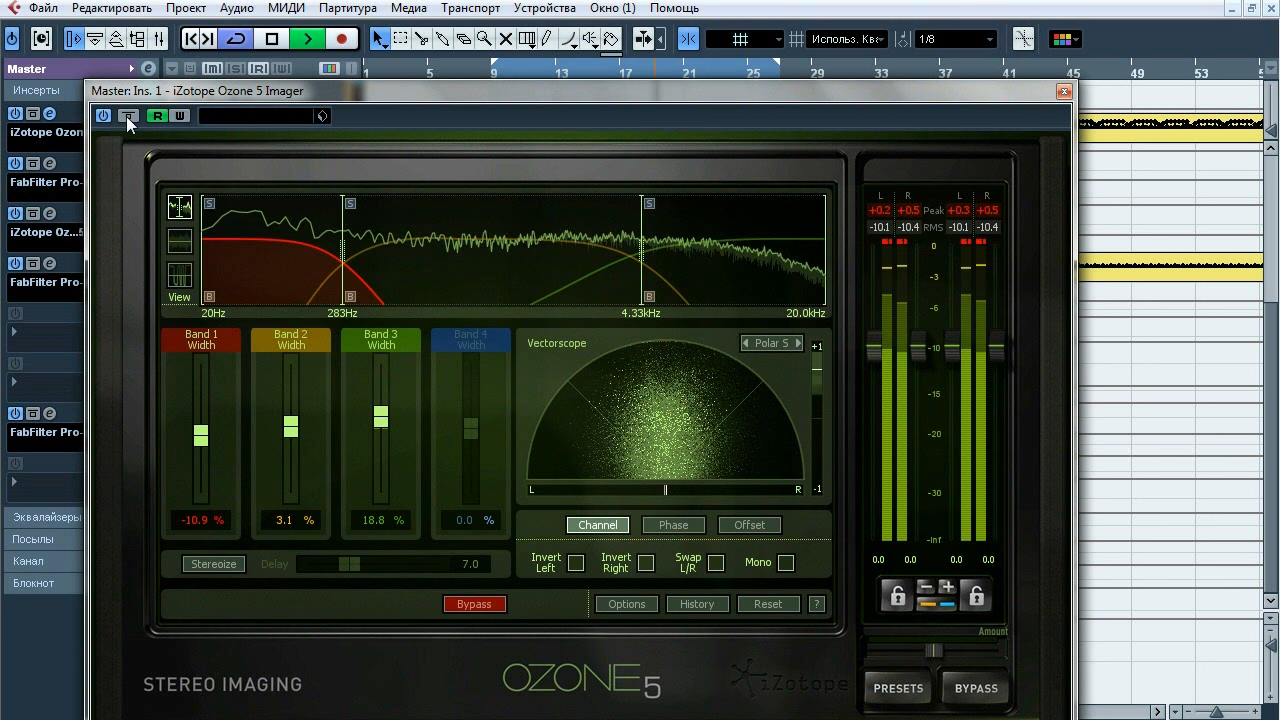 Файл Редактировать Проект Аудио МИДИ Партитура Медиа Транспорт Устройства Окно (1) Помощь
Использ. Кве 1/8
Master e M S R W 1 5 9 13 17 21 25 29 33 37 41 45 49 53
Инсерты
Master: Ins. 1 - iZotope Ozone 5 Imager
R W
iZotope Ozon
FabFilter Pro-
iZotope Oz...5
FabFilter Pro-
FabFilter Pro-
Эквалайзеры
Посылы
Канал
Блокнот
S S S
B B B
View
20Hz 283Hz 4.33kHz 20.0kHz
Band 1 Width
Band 2 Width
Band 3 Width
Band 4 Width
-10.9 % 3.1 % 18.8 % 0.0 %
Vectorscope Polar S +1
L R -1
Channel Phase Offset
Invert Left
Invert Right
Swap L/R
Mono
Stereoize Delay 7.0
Bypass Options History Reset ?
L R L R
+0.2 +0.5 Peak +0.3 +0.5
-10.1 -10.4 RMS -10.1 -10.4
0
-3
-6
-10
-15
-20
-30
-Inf
0.0 0.0 0.0 0.0
Amount
PRESETS BYPASS
STEREO IMAGING OZONE 5 iZotope